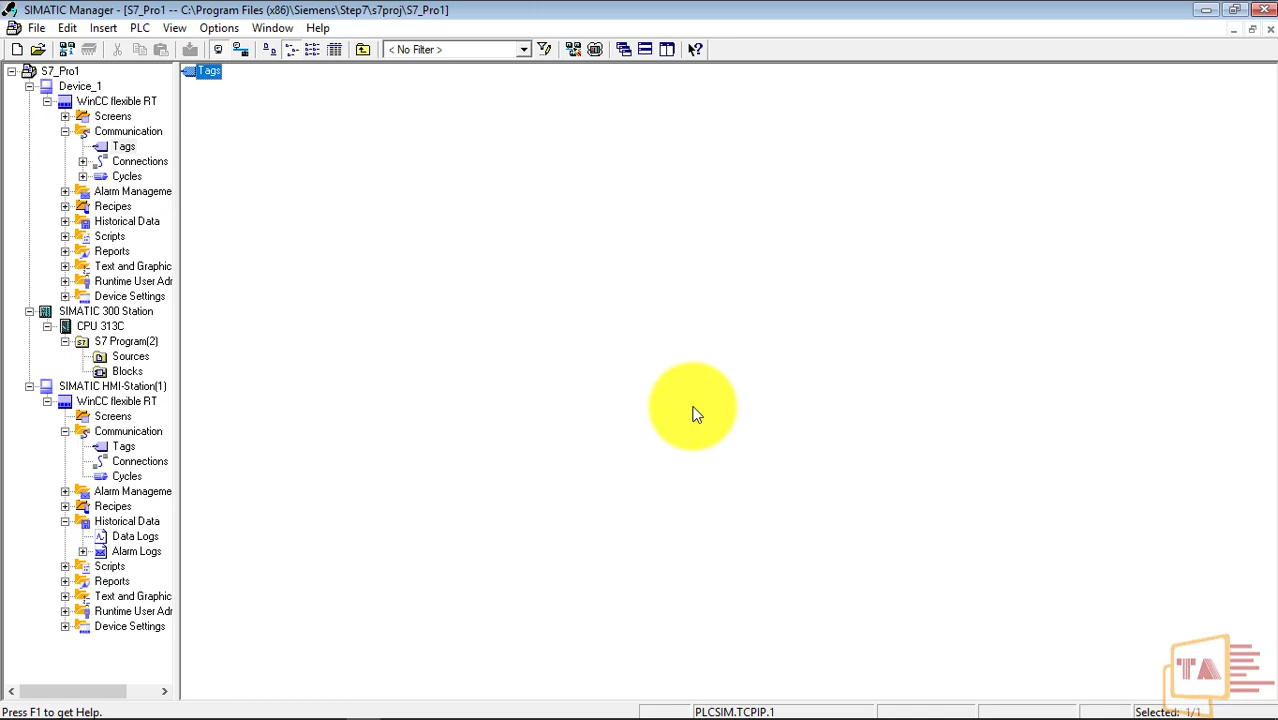 SIMATIC Manager - [S7_Pro1 -- C:\Program Files (x86)\Siemens\Step7\s7proj\S7_Pro1]
File Edit Insert PLC View Options Window Help
< No Filter >
S7_Pro1
Tags
Device_1
WinCC flexible RT
Screens
Communication
Tags
Connections
Cycles
Alarm Manageme
Recipes
Historical Data
Scripts
Reports
Text and Graphic
Runtime User Adr
Device Settings
SIMATIC 300 Station
CPU 313C
S7 Program(2)
Sources
Blocks
SIMATIC HMI-Station(1)
WinCC flexible RT
Screens
Communication
Tags
Connections
Cycles
Alarm Manageme
Recipes
Historical Data
Data Logs
Alarm Logs
Scripts
Reports
Text and Graphic
Runtime User Adr
Device Settings
TA
Press F1 to get Help.
PLCSIM.TCPIP.1
Selected: 1/1